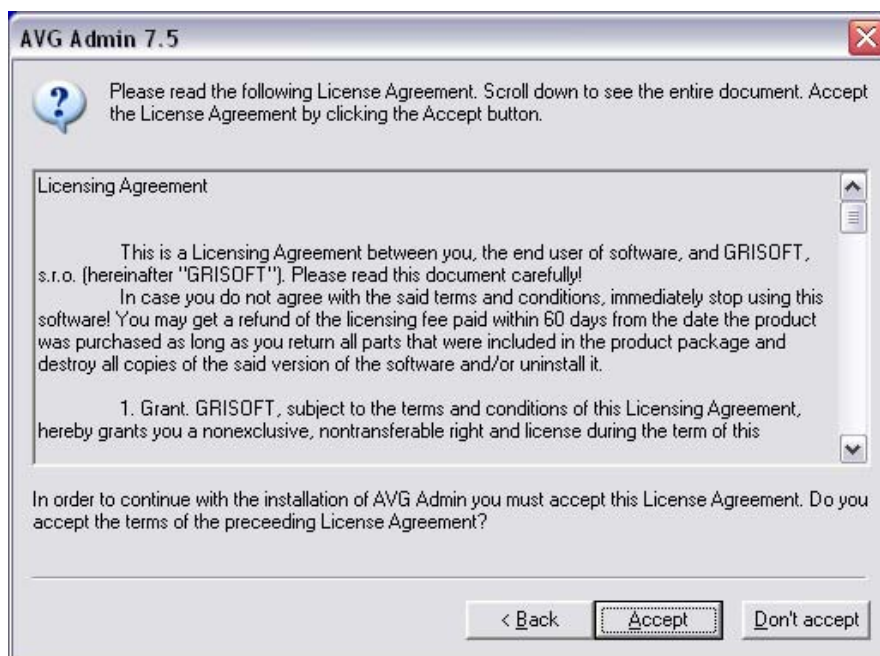 AVG Admin 7.5
Please read the following License Agreement. Scroll down to see the entire document. Accept
the License Agreement by clicking the Accept button.
Licensing Agreement
This is a Licensing Agreement between you, the end user of software, and GRISOFT,
s.r.o. (hereinafter "GRISOFT"). Please read this document carefully!
In case you do not agree with the said terms and conditions, immediately stop using this
software! You may get a refund of the licensing fee paid within 60 days from the date the product
was purchased as long as you return all parts that were included in the product package and
destroy all copies of the said version of the software and/or uninstall it.
1. Grant. GRISOFT, subject to the terms and conditions of this Licensing Agreement,
hereby grants you a nonexclusive, nontransferable right and license during the term of this
In order to continue with the installation of AVG Admin you must accept this License Agreement. Do you
accept the terms of the preceeding License Agreement?
< Back Accept Don't accept